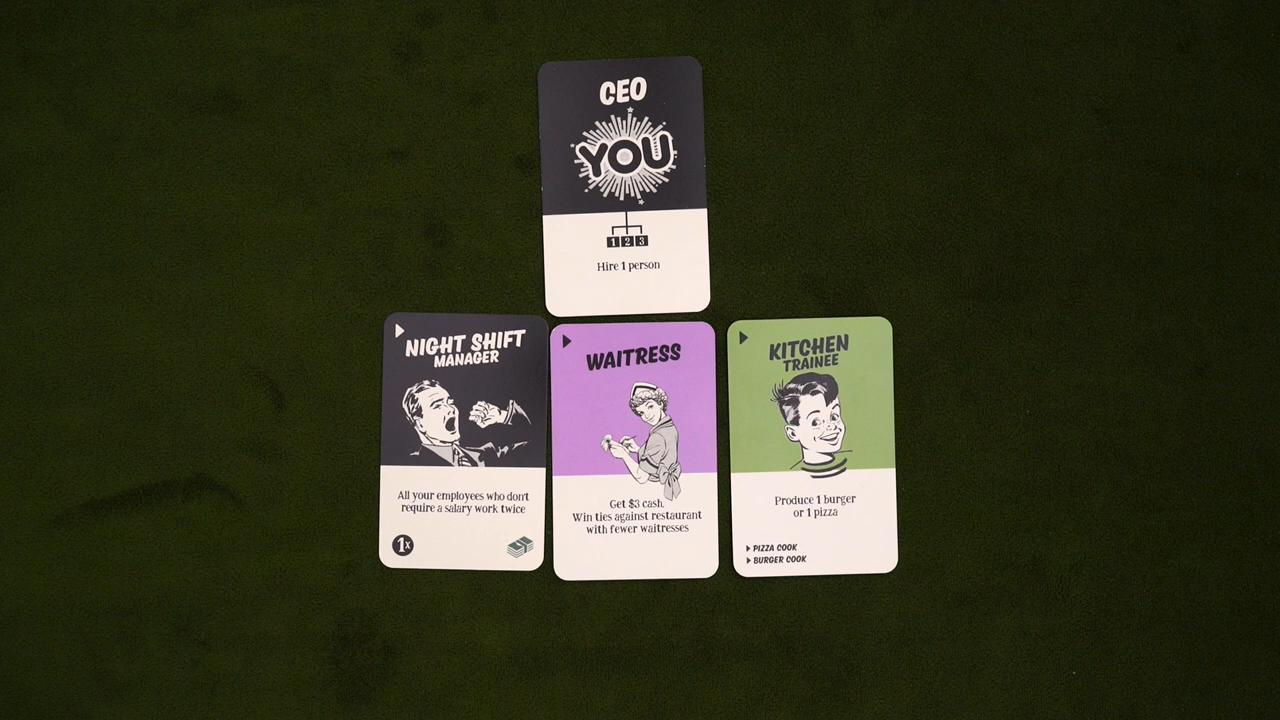 CEO
YOU
1 2 3
Hire 1 person
NIGHT SHIFT
MANAGER
All your employees who don't
require a salary work twice
1x
WAITRESS
Get $3 cash.
Win ties against restaurant
with fewer waitresses
KITCHEN
TRAINEE
Produce 1 burger
or 1 pizza
PIZZA COOK
BURGER COOK